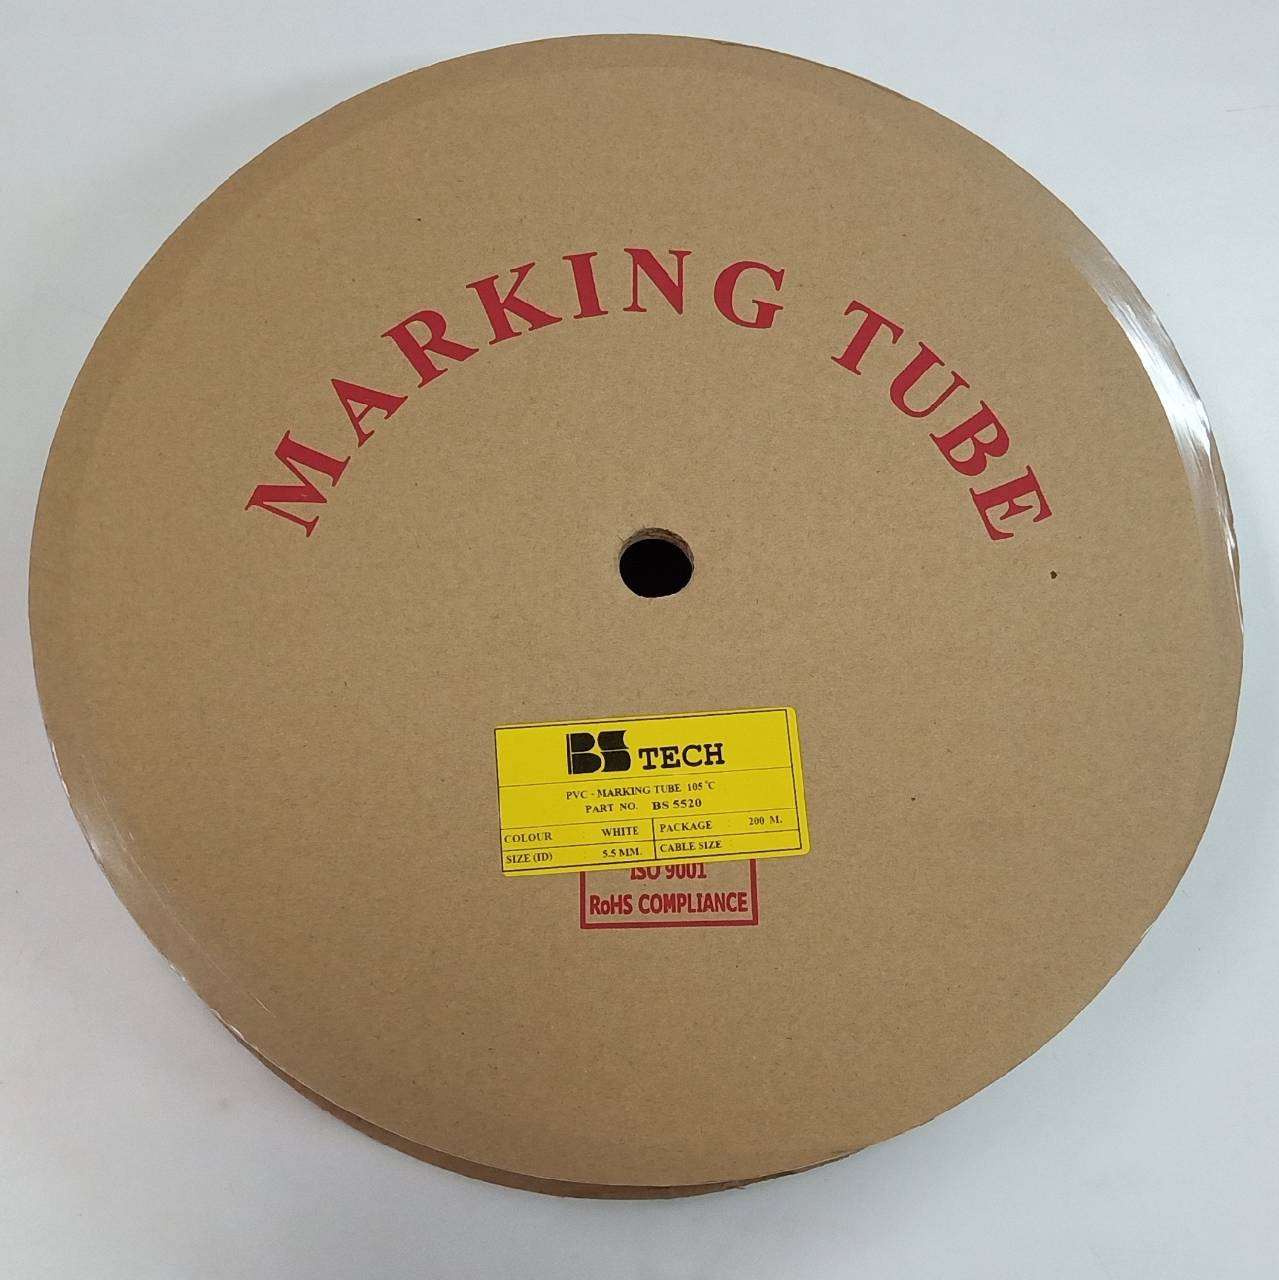 MARKING TUBE
BS TECH
PVC - MARKING TUBE 105°C
PART NO. BS 5520
COLOUR : WHITE PACKAGE : 200 M.
SIZE (ID) : 5.5 MM. CABLE SIZE :
ISO 9001
RoHS COMPLIANCE